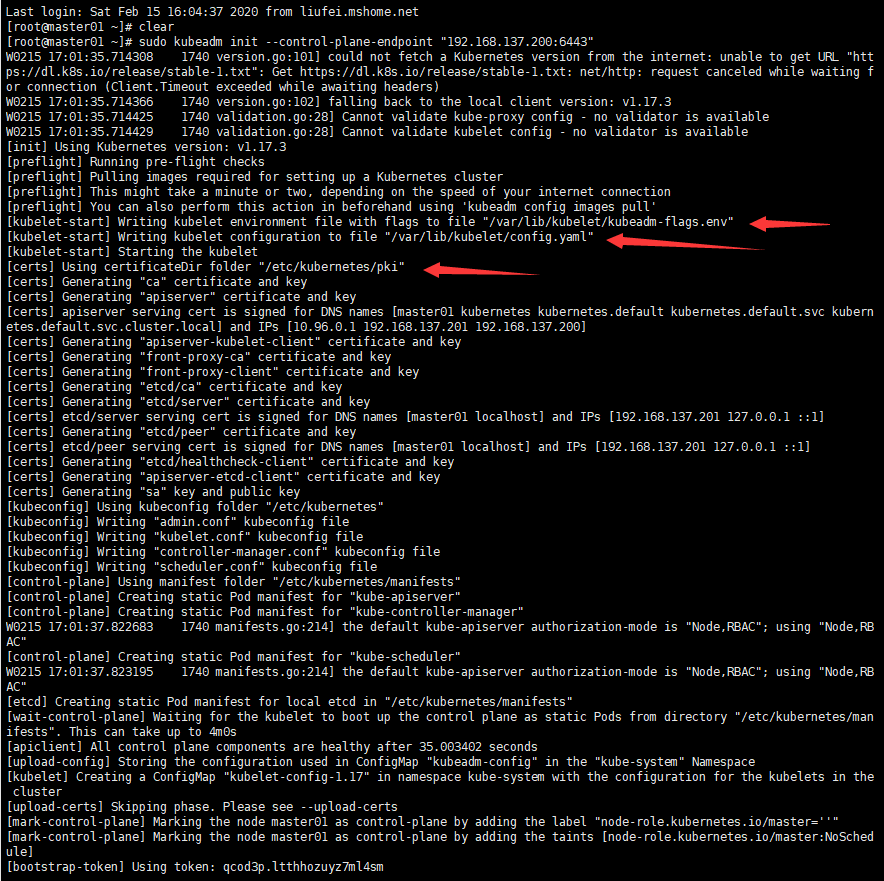 Last login: Sat Feb 15 16:04:37 2020 from liufei.mshome.net
[root@master01 ~]# clear
[root@master01 ~]# sudo kubeadm init --control-plane-endpoint "192.168.137.200:6443"
W0215 17:01:35.714308    1740 version.go:101] could not fetch a Kubernetes version from the internet: unable to get URL "htt
ps://dl.k8s.io/release/stable-1.txt": Get https://dl.k8s.io/release/stable-1.txt: net/http: request canceled while waiting f
or connection (Client.Timeout exceeded while awaiting headers)
W0215 17:01:35.714366    1740 version.go:102] falling back to the local client version: v1.17.3
W0215 17:01:35.714425    1740 validation.go:28] Cannot validate kube-proxy config - no validator is available
W0215 17:01:35.714429    1740 validation.go:28] Cannot validate kubelet config - no validator is available
[init] Using Kubernetes version: v1.17.3
[preflight] Running pre-flight checks
[preflight] Pulling images required for setting up a Kubernetes cluster
[preflight] This might take a minute or two, depending on the speed of your internet connection
[preflight] You can also perform this action in beforehand using 'kubeadm config images pull'
[kubelet-start] Writing kubelet environment file with flags to file "/var/lib/kubelet/kubeadm-flags.env"
[kubelet-start] Writing kubelet configuration to file "/var/lib/kubelet/config.yaml"
[kubelet-start] Starting the kubelet
[certs] Using certificateDir folder "/etc/kubernetes/pki"
[certs] Generating "ca" certificate and key
[certs] Generating "apiserver" certificate and key
[certs] apiserver serving cert is signed for DNS names [master01 kubernetes kubernetes.default kubernetes.default.svc kubern
etes.default.svc.cluster.local] and IPs [10.96.0.1 192.168.137.201 192.168.137.200]
[certs] Generating "apiserver-kubelet-client" certificate and key
[certs] Generating "front-proxy-ca" certificate and key
[certs] Generating "front-proxy-client" certificate and key
[certs] Generating "etcd/ca" certificate and key
[certs] Generating "etcd/server" certificate and key
[certs] etcd/server serving cert is signed for DNS names [master01 localhost] and IPs [192.168.137.201 127.0.0.1 ::1]
[certs] Generating "etcd/peer" certificate and key
[certs] etcd/peer serving cert is signed for DNS names [master01 localhost] and IPs [192.168.137.201 127.0.0.1 ::1]
[certs] Generating "etcd/healthcheck-client" certificate and key
[certs] Generating "apiserver-etcd-client" certificate and key
[certs] Generating "sa" key and public key
[kubeconfig] Using kubeconfig folder "/etc/kubernetes"
[kubeconfig] Writing "admin.conf" kubeconfig file
[kubeconfig] Writing "kubelet.conf" kubeconfig file
[kubeconfig] Writing "controller-manager.conf" kubeconfig file
[kubeconfig] Writing "scheduler.conf" kubeconfig file
[control-plane] Using manifest folder "/etc/kubernetes/manifests"
[control-plane] Creating static Pod manifest for "kube-apiserver"
[control-plane] Creating static Pod manifest for "kube-controller-manager"
W0215 17:01:37.822683    1740 manifests.go:214] the default kube-apiserver authorization-mode is "Node,RBAC"; using "Node,RB
AC"
[control-plane] Creating static Pod manifest for "kube-scheduler"
W0215 17:01:37.823195    1740 manifests.go:214] the default kube-apiserver authorization-mode is "Node,RBAC"; using "Node,RB
AC"
[etcd] Creating static Pod manifest for local etcd in "/etc/kubernetes/manifests"
[wait-control-plane] Waiting for the kubelet to boot up the control plane as static Pods from directory "/etc/kubernetes/man
ifests". This can take up to 4m0s
[apiclient] All control plane components are healthy after 35.003402 seconds
[upload-config] Storing the configuration used in ConfigMap "kubeadm-config" in the "kube-system" Namespace
[kubelet] Creating a ConfigMap "kubelet-config-1.17" in namespace kube-system with the configuration for the kubelets in the
 cluster
[upload-certs] Skipping phase. Please see --upload-certs
[mark-control-plane] Marking the node master01 as control-plane by adding the label "node-role.kubernetes.io/master=''"
[mark-control-plane] Marking the node master01 as control-plane by adding the taints [node-role.kubernetes.io/master:NoSched
ule]
[bootstrap-token] Using token: qcod3p.ltthhozuyz7ml4sm